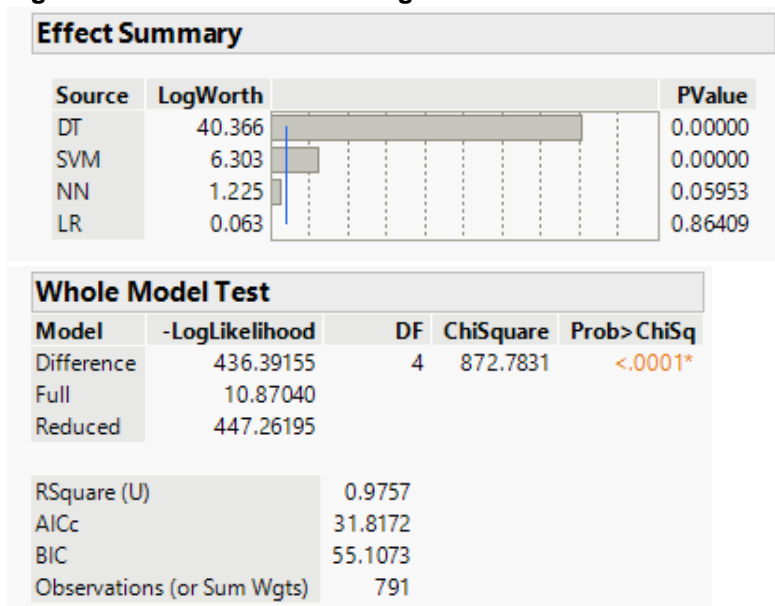 Effect Summary
Source LogWorth PValue
DT 40.366 0.00000
SVM 6.303 0.00000
NN 1.225 0.05953
LR 0.063 0.86409
Whole Model Test
Model -LogLikelihood DF ChiSquare Prob>ChiSq
Difference 436.39155 4 872.7831 <.0001*
Full 10.87040
Reduced 447.26195
RSquare (U) 0.9757
AICc 31.8172
BIC 55.1073
Observations (or Sum Wgts) 791